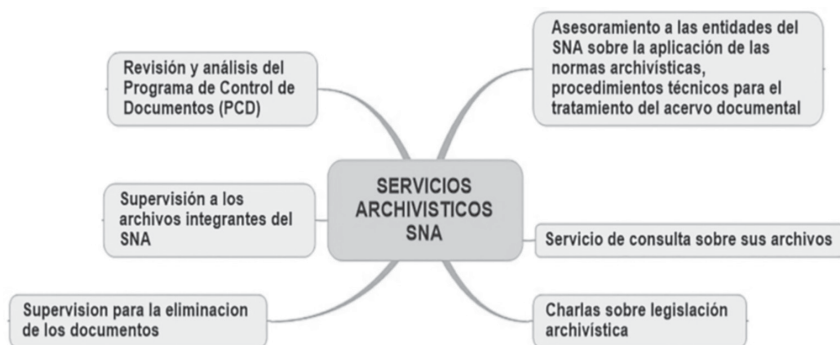 Revisión y análisis del
Programa de Control de
Documentos (PCD)
Asesoramiento a las entidades del
SNA sobre la aplicación de las
normas archivísticas,
procedimientos técnicos para el
tratamiento del acervo documental
SERVICIOS
ARCHIVISTICOS
SNA
Supervisión a los
archivos integrantes del
SNA
Servicio de consulta sobre sus archivos
Supervision para la eliminacion
de los documentos
Charlas sobre legislación
archivística